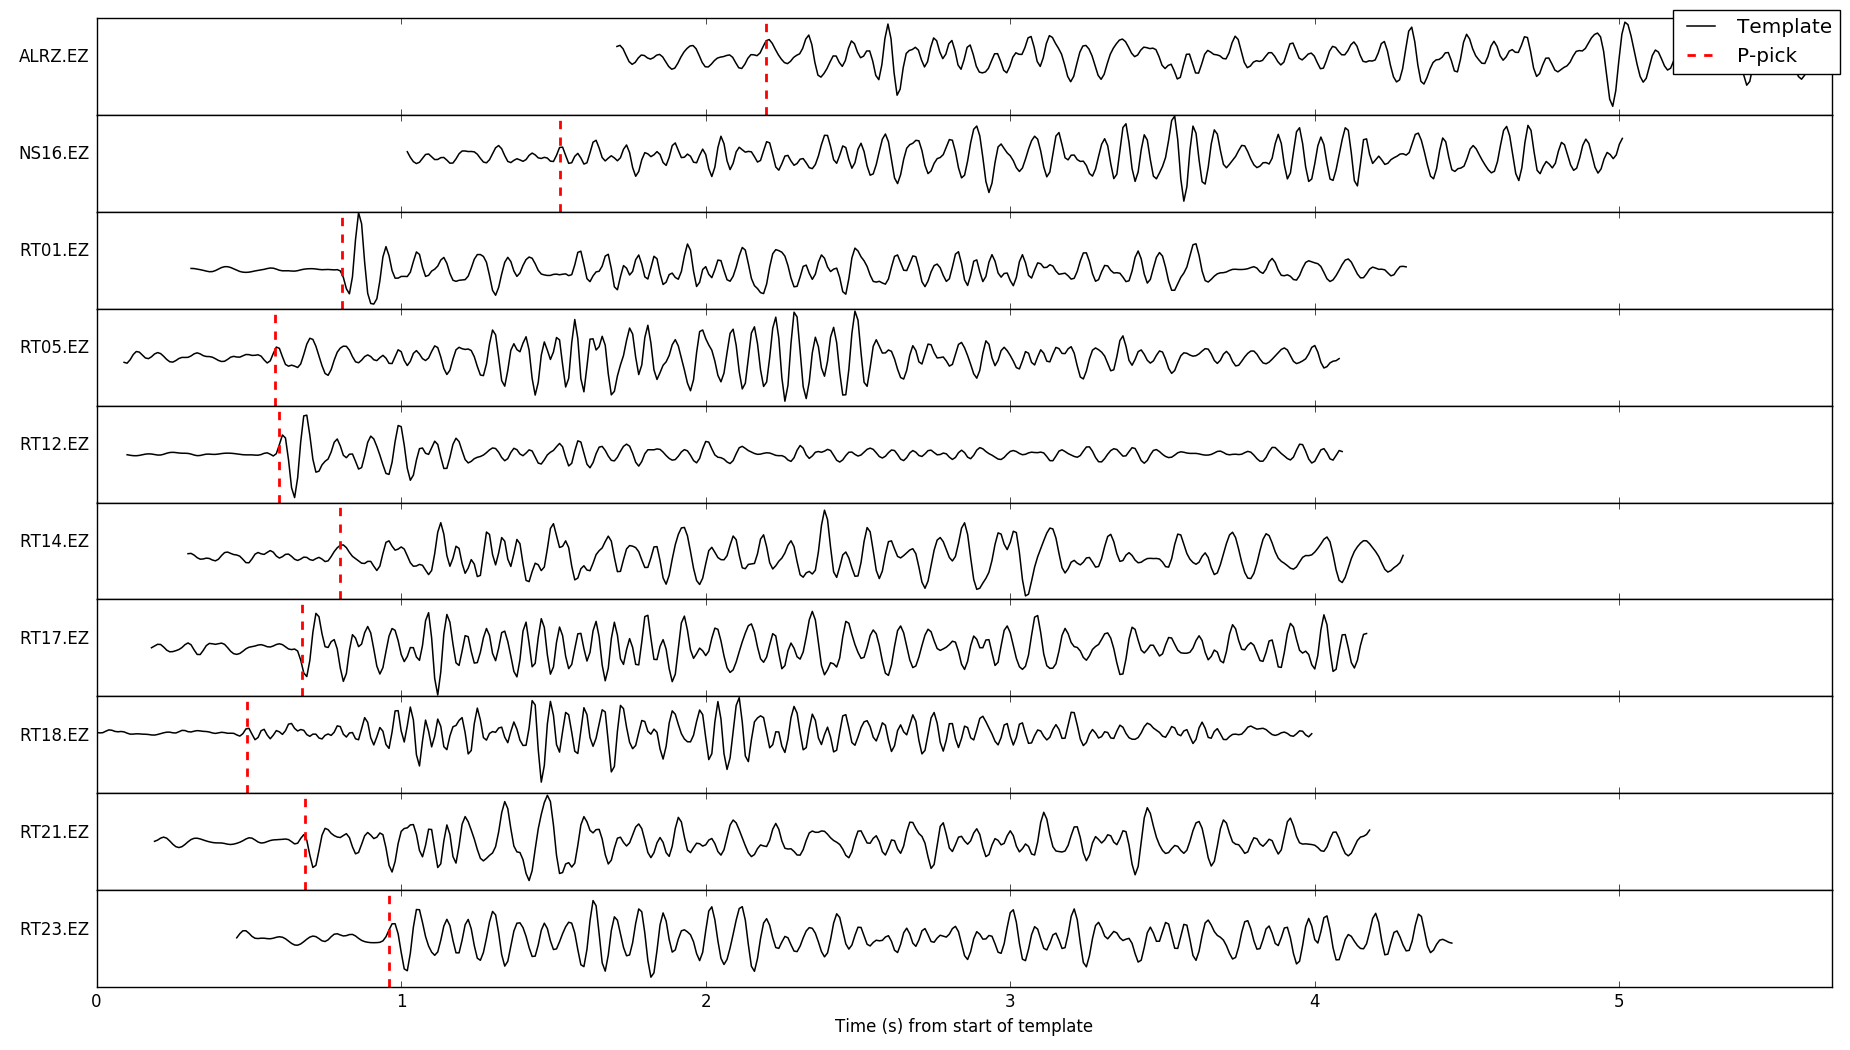 Template
P-pick
ALRZ.EZ
NS16.EZ
RT01.EZ
RT05.EZ
RT12.EZ
RT14.EZ
RT17.EZ
RT18.EZ
RT21.EZ
RT23.EZ
0 1 2 3 4 5
Time (s) from start of template